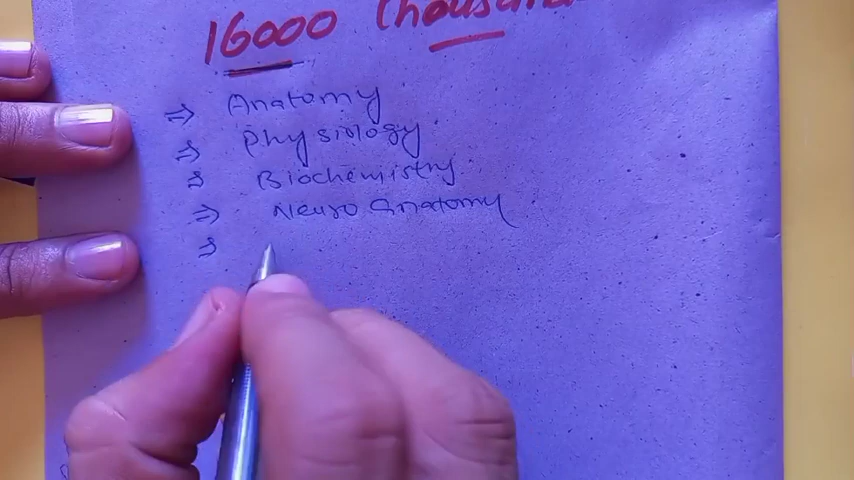 16000 Thousand
⇒ Anatomy
⇒ Physiology
⇒ Biochemistry
⇒ Neuro Anatomy
⇒